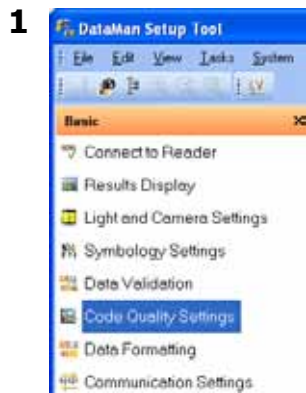 1
DataMan Setup Tool
File Edit View Tasks System
Basic
Connect to Reader
Results Display
Light and Camera Settings
Symbology Settings
Data Validation
Code Quality Settings
Data Formatting
Communication Settings